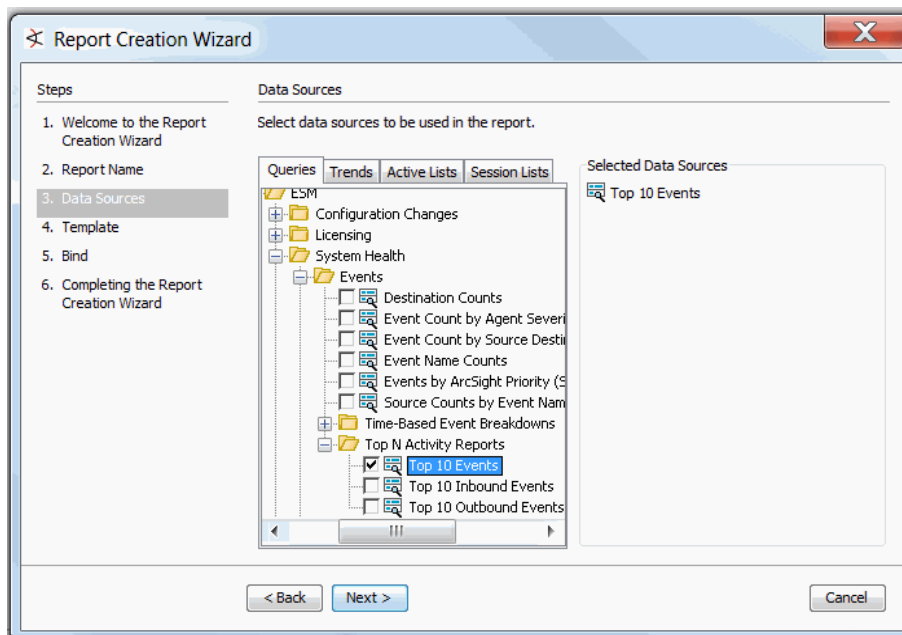 Report Creation Wizard
Steps
1. Welcome to the Report
Creation Wizard
2. Report Name
3. Data Sources
4. Template
5. Bind
6. Completing the Report
Creation Wizard
Data Sources
Select data sources to be used in the report.
Queries Trends Active Lists Session Lists
ESM
Configuration Changes
Licensing
System Health
Events
Destination Counts
Event Count by Agent Severi
Event Count by Source Desti
Event Name Counts
Events by ArcSight Priority (S
Source Counts by Event Nam
Time-Based Event Breakdowns
Top N Activity Reports
Top 10 Events
Top 10 Inbound Events
Top 10 Outbound Events
Selected Data Sources
Top 10 Events
< Back Next > Cancel